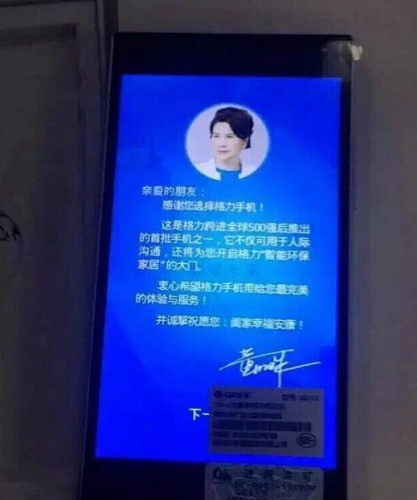 亲爱的朋友：
感谢您选择格力手机！
这是格力跨进全球500强后推出
的首批手机之一，它不仅可用于人际
沟通，还将为您开启格力“智能环保
家居”的大门。
衷心希望格力手机带给您最完美
的体验与服务！
并诚挚祝愿您：阖家幸福安康！
董明珠
下一